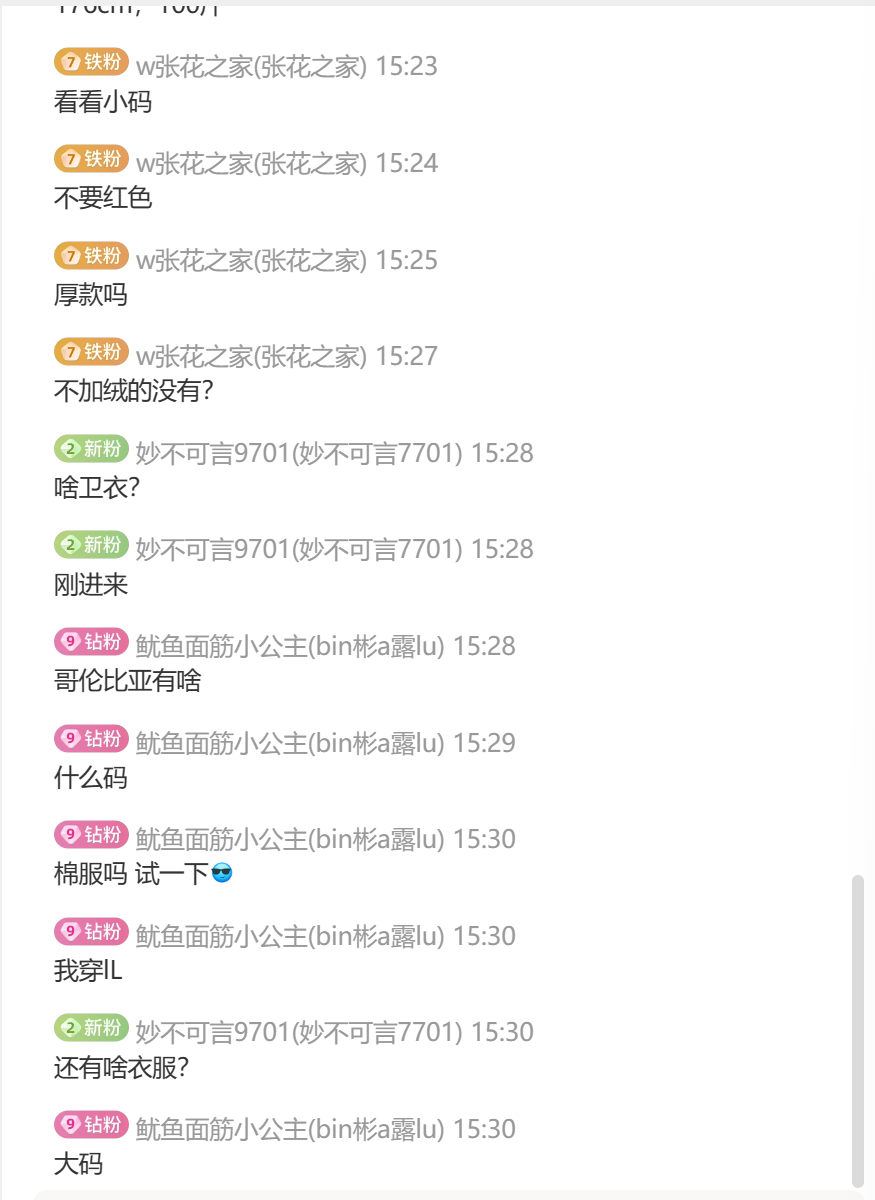 7 铁粉 w张花之家(张花之家) 15:23
看看小码
7 铁粉 w张花之家(张花之家) 15:24
不要红色
7 铁粉 w张花之家(张花之家) 15:25
厚款吗
7 铁粉 w张花之家(张花之家) 15:27
不加绒的没有?
2 新粉 妙不可言9701(妙不可言7701) 15:28
啥卫衣?
2 新粉 妙不可言9701(妙不可言7701) 15:28
刚进来
9 钻粉 鱿鱼面筋小公主(bin彬a露lu) 15:28
哥伦比亚有啥
9 钻粉 鱿鱼面筋小公主(bin彬a露lu) 15:29
什么码
9 钻粉 鱿鱼面筋小公主(bin彬a露lu) 15:30
棉服吗 试一下
9 钻粉 鱿鱼面筋小公主(bin彬a露lu) 15:30
我穿lL
2 新粉 妙不可言9701(妙不可言7701) 15:30
还有啥衣服?
9 钻粉 鱿鱼面筋小公主(bin彬a露lu) 15:30
大码